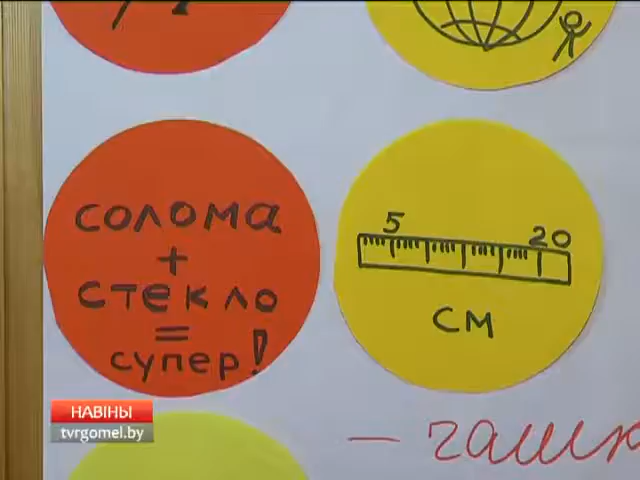 солома
+
стекло
=
супер!
5 20
см
НАВІНЫ
tvrgomel.by